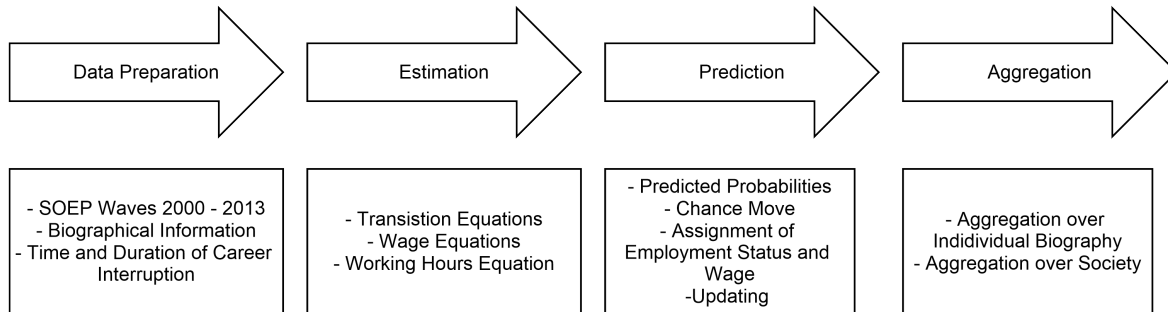 Data Preparation
Estimation
Prediction
Aggregation
- SOEP Waves 2000 - 2013
- Biographical Information
- Time and Duration of Career
Interruption
- Transistion Equations
- Wage Equations
- Working Hours Equation
- Predicted Probabilities
- Chance Move
- Assignment of
Employment Status and
Wage
-Updating
- Aggregation over
Indidividual Biography
- Aggregation over Society